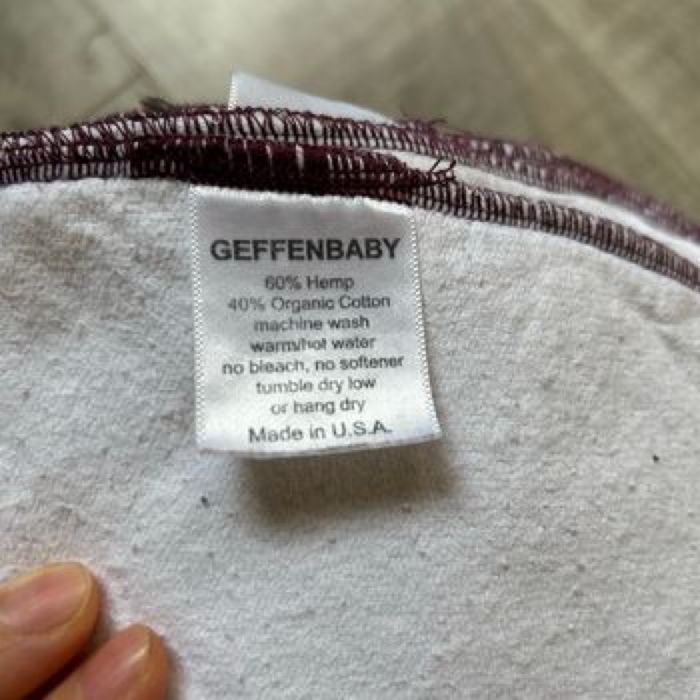 GEFFENBABY
60% Hemp
40% Organic Cotton
machine wash
warm/hot water
no bleach, no softener
tumble dry low
or hang dry
Made in U.S.A.